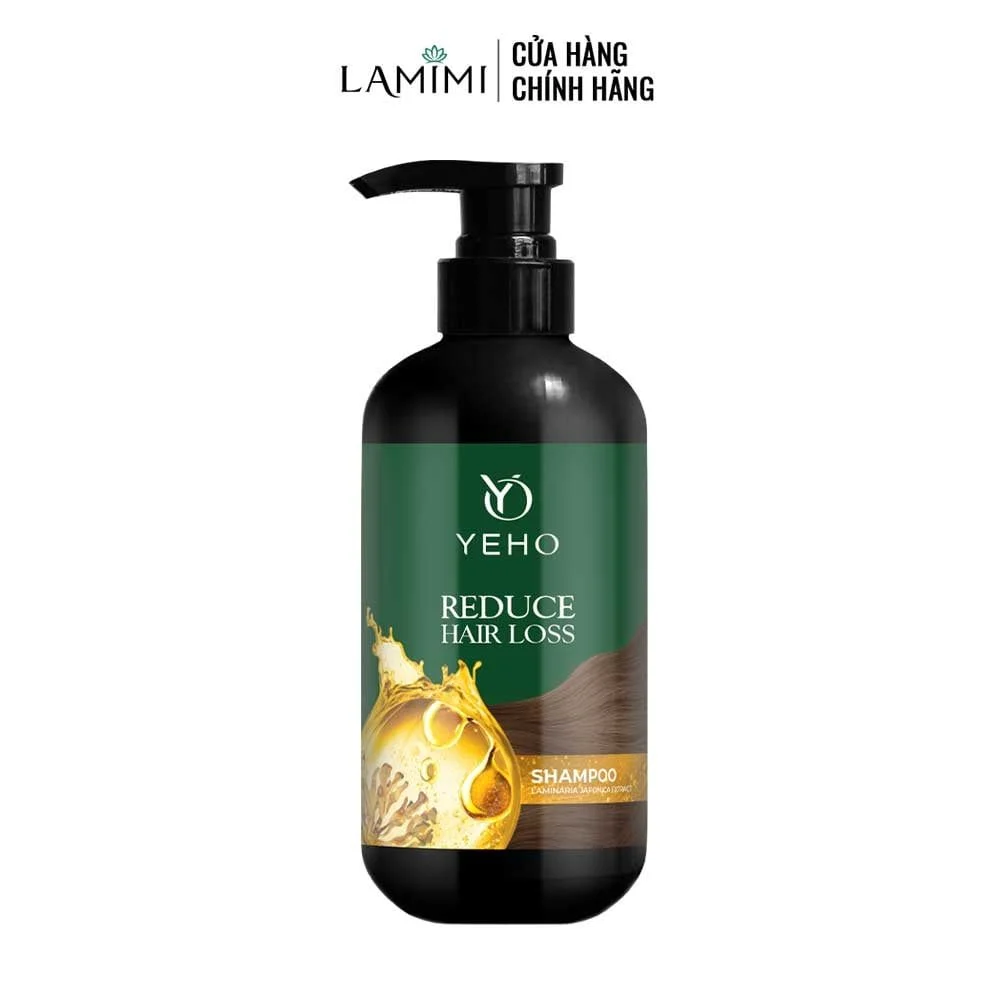 LAMIMI
CỬA HÀNG
CHÍNH HÃNG
YEHO
REDUCE
HAIR LOSS
SHAMPOO
LAMINARIA JAPONICA EXTRACT